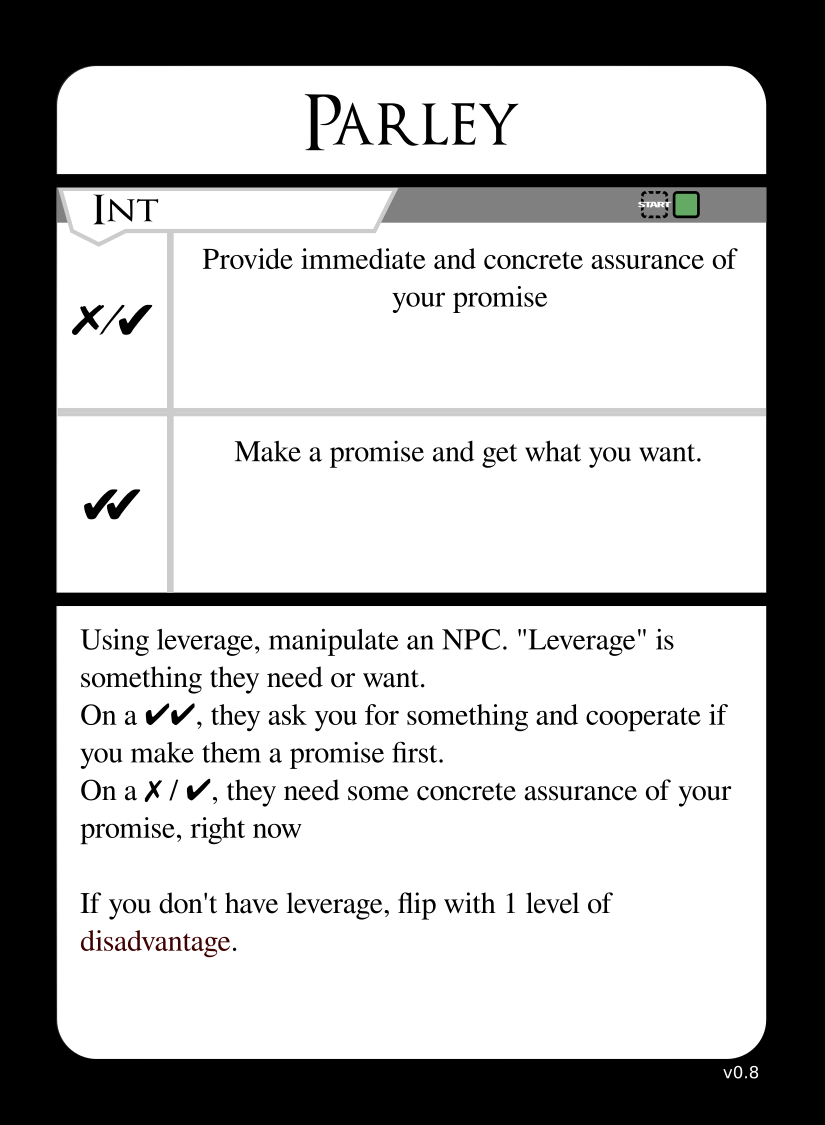 PARLEY
INT
START
✗/✔
Provide immediate and concrete assurance of
your promise
✔✔
Make a promise and get what you want.
Using leverage, manipulate an NPC. "Leverage" is
something they need or want.
On a ✔✔, they ask you for something and cooperate if
you make them a promise first.
On a ✗ / ✔, they need some concrete assurance of your
promise, right now
If you don't have leverage, flip with 1 level of
disadvantage.
v0.8